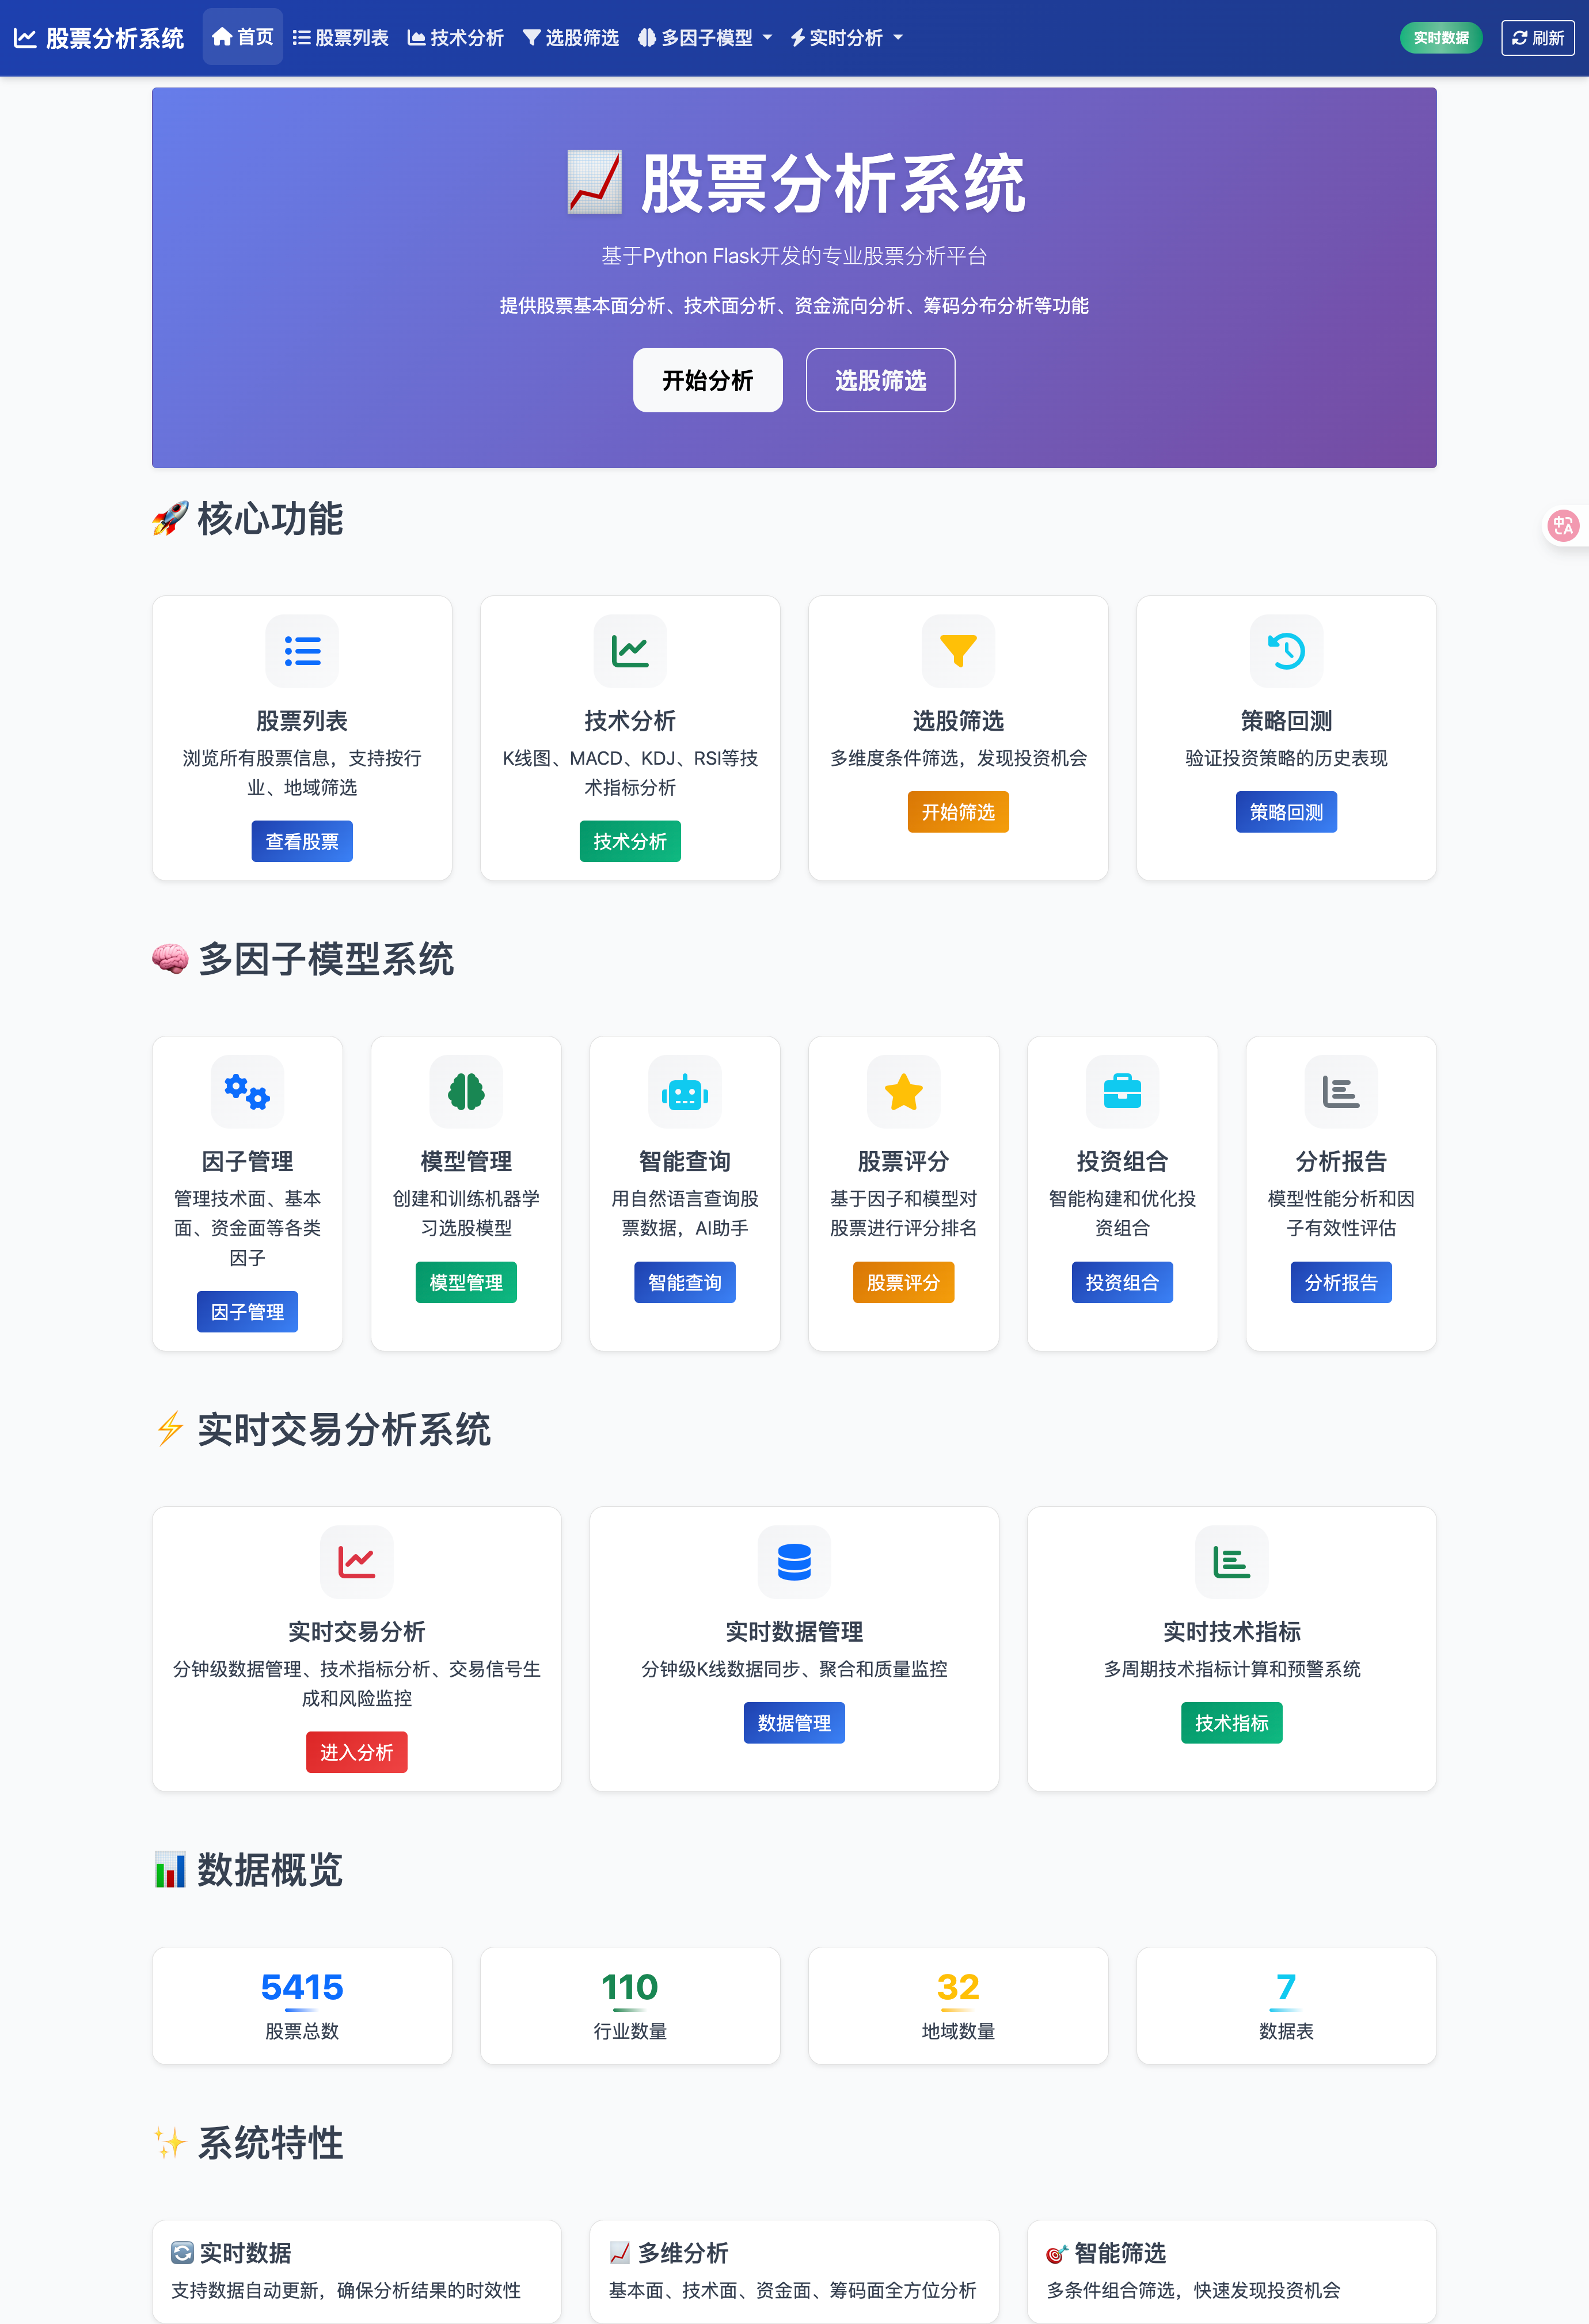 股票分析系统 首页 股票列表 技术分析 选股筛选 多因子模型 实时分析 实时数据 刷新
股票分析系统
基于Python Flask开发的专业股票分析平台
提供股票基本面分析、技术面分析、资金流向分析、筹码分布分析等功能
开始分析 选股筛选
核心功能
股票列表
浏览所有股票信息，支持按行
业、地域筛选
查看股票
技术分析
K线图、MACD、KDJ、RSI等技
术指标分析
技术分析
选股筛选
多维度条件筛选，发现投资机会
开始筛选
策略回测
验证投资策略的历史表现
策略回测
多因子模型系统
因子管理
管理技术面、基本
面、资金面等各类
因子
因子管理
模型管理
创建和训练机器学
习选股模型
模型管理
智能查询
用自然语言查询股
票数据，AI助手
智能查询
股票评分
基于因子和模型对
股票进行评分排名
股票评分
投资组合
智能构建和优化投
资组合
投资组合
分析报告
模型性能分析和因
子有效性评估
分析报告
实时交易分析系统
实时交易分析
分钟级数据管理、技术指标分析、交易信号生
成和风险监控
进入分析
实时数据管理
分钟级K线数据同步、聚合和质量监控
数据管理
实时技术指标
多周期技术指标计算和预警系统
技术指标
数据概览
5415
股票总数
110
行业数量
32
地域数量
7
数据表
系统特性
实时数据
支持数据自动更新，确保分析结果的时效性
多维分析
基本面、技术面、资金面、筹码面全方位分析
智能筛选
多条件组合筛选，快速发现投资机会
中
A